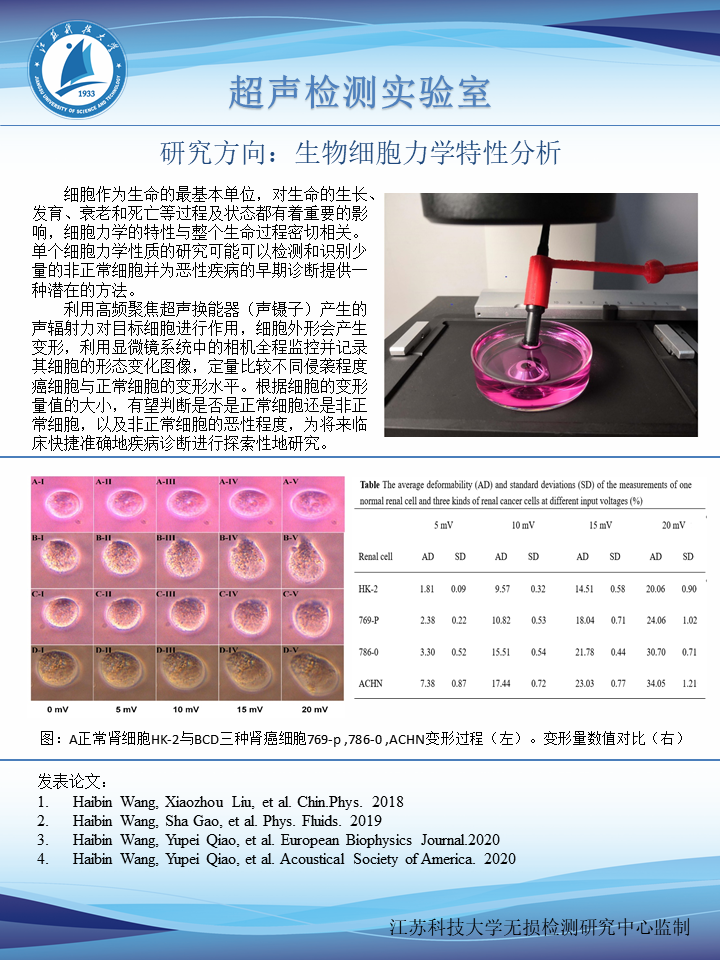 江苏科技大学
JIANGSU UNIVERSITY OF SCIENCE AND TECHNOLOGY
1933
超声检测实验室
研究方向：生物细胞力学特性分析
细胞作为生命的最基本单位，对生命的生长、
发育、衰老和死亡等过程及状态都有着重要的影
响，细胞力学的特性与整个生命过程密切相关。
单个细胞力学性质的研究可能可以检测和识别少
量的非正常细胞并为恶性疾病的早期诊断提供一
种潜在的方法。
利用高频聚焦超声换能器（声镊子）产生的
声辐射力对目标细胞进行作用，细胞外形会产生
变形，利用显微镜系统中的相机全程监控并记录
其细胞的形态变化图像，定量比较不同侵袭程度
癌细胞与正常细胞的变形水平。根据细胞的变形
量值的大小，有望判断是否是正常细胞还是非正
常细胞，以及非正常细胞的恶性程度，为将来临
床快捷准确地疾病诊断进行探索性地研究。
A-I A-II A-III A-IV A-V
B-I B-II B-III B-IV B-V
C-I C-II C-III C-IV C-V
D-I D-II D-III D-IV D-V
0 mV 5 mV 10 mV 15 mV 20 mV
Table The average deformability (AD) and standard deviations (SD) of the measurements of one
normal renal cell and three kinds of renal cancer cells at different input voltages (%)
5 mV 10 mV 15 mV 20 mV
Renal cell AD SD AD SD AD SD AD SD
HK-2 1.81 0.09 9.57 0.32 14.51 0.58 20.06 0.90
769-P 2.38 0.22 10.82 0.53 18.04 0.71 24.06 1.02
786-0 3.30 0.52 15.51 0.54 21.78 0.44 30.70 0.71
ACHN 7.38 0.87 17.44 0.72 23.03 0.77 34.05 1.21
图：A正常肾细胞HK-2与BCD三种肾癌细胞769-p ,786-0 ,ACHN变形过程（左）。变形量数值对比（右）
发表论文：
1. Haibin Wang, Xiaozhou Liu, et al. Chin.Phys. 2018
2. Haibin Wang, Sha Gao, et al. Phys. Fluids. 2019
3. Haibin Wang, Yupei Qiao, et al. European Biophysics Journal.2020
4. Haibin Wang, Yupei Qiao, et al. Acoustical Society of America. 2020
江苏科技大学无损检测研究中心监制